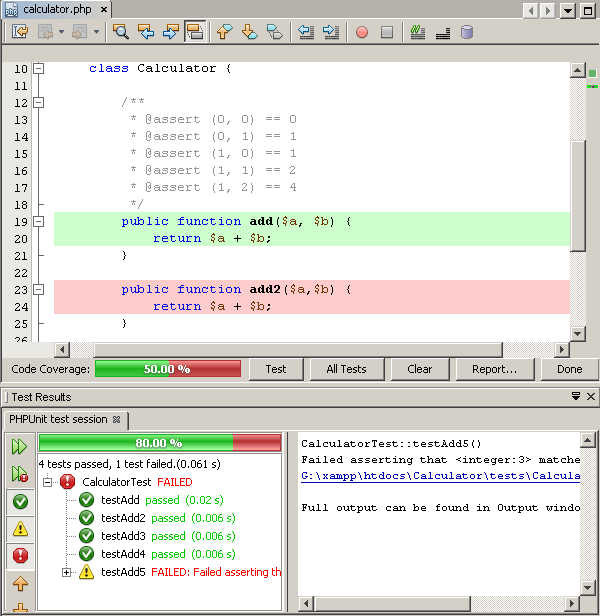 calculator.php
10 class Calculator {
11
12 /**
13 * @assert (0, 0) == 0
14 * @assert (0, 1) == 1
15 * @assert (1, 0) == 1
16 * @assert (1, 1) == 2
17 * @assert (1, 2) == 4
18 */
19 public function add($a, $b) {
20 return $a + $b;
21 }
22
23 public function add2($a,$b) {
24 return $a + $b;
25 }
26
Code Coverage: 50.00 % Test All Tests Clear Report... Done
Test Results
PHPUnit test session
80.00 %
4 tests passed, 1 test failed.(0.061 s)
CalculatorTest FAILED
testAdd passed (0.02 s)
testAdd2 passed (0.006 s)
testAdd3 passed (0.006 s)
testAdd4 passed (0.006 s)
testAdd5 FAILED: Failed asserting th
CalculatorTest::testAdd5()
Failed asserting that <integer:3> matche
G:\xampp\htdocs\Calculator\tests\Calcula
Full output can be found in Output windo